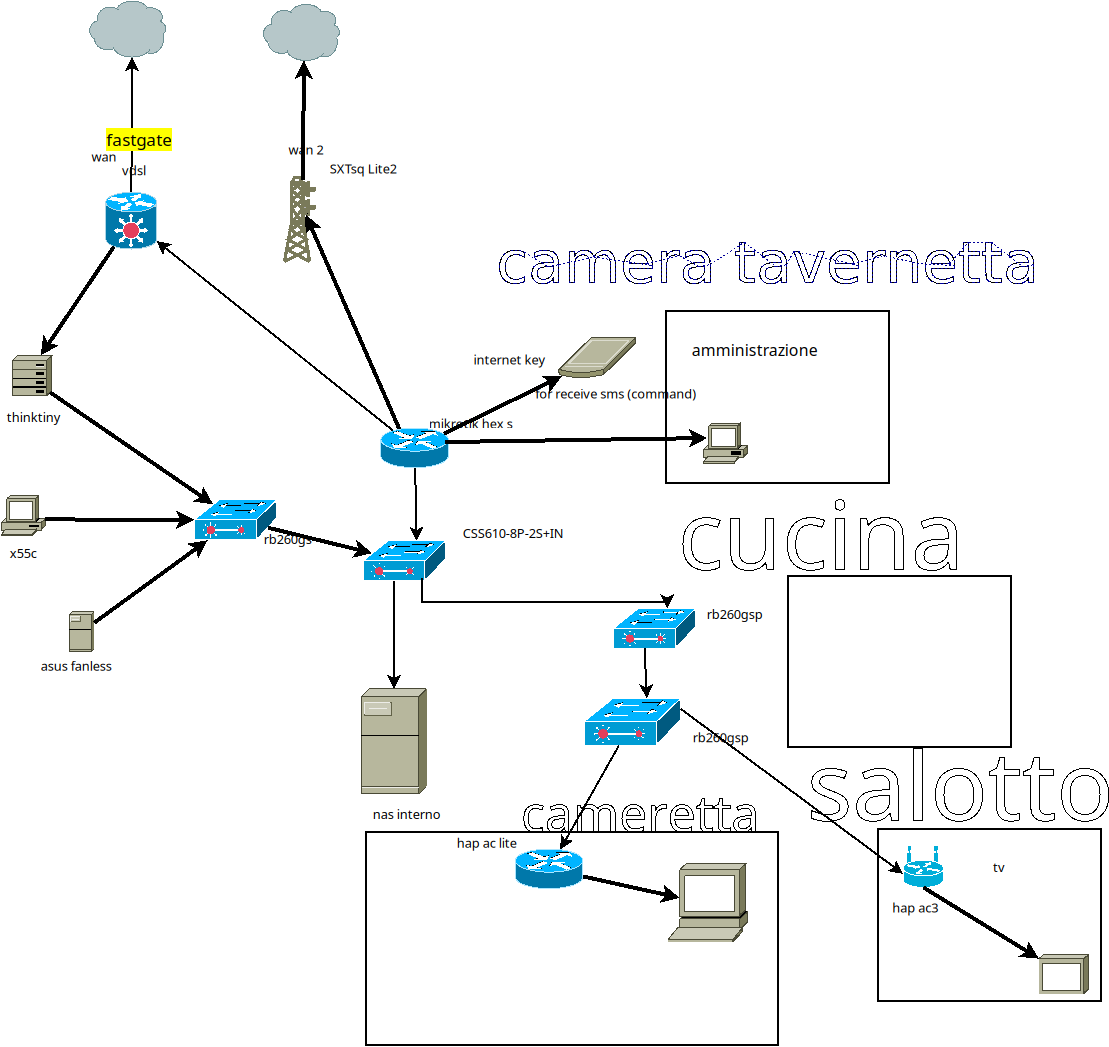 fastgate
wan
vdsl
wan 2
SXTsq Lite2
camera tavernetta
amministrazione
internet key
for receive sms (command)
mikrotik hex s
thinktiny
x55c
rb260gs
CSS610-8P-2S+IN
cucina
asus fanless
rb260gsp
rb260gsp
salotto
nas interno
cameretta
hap ac lite
tv
hap ac3